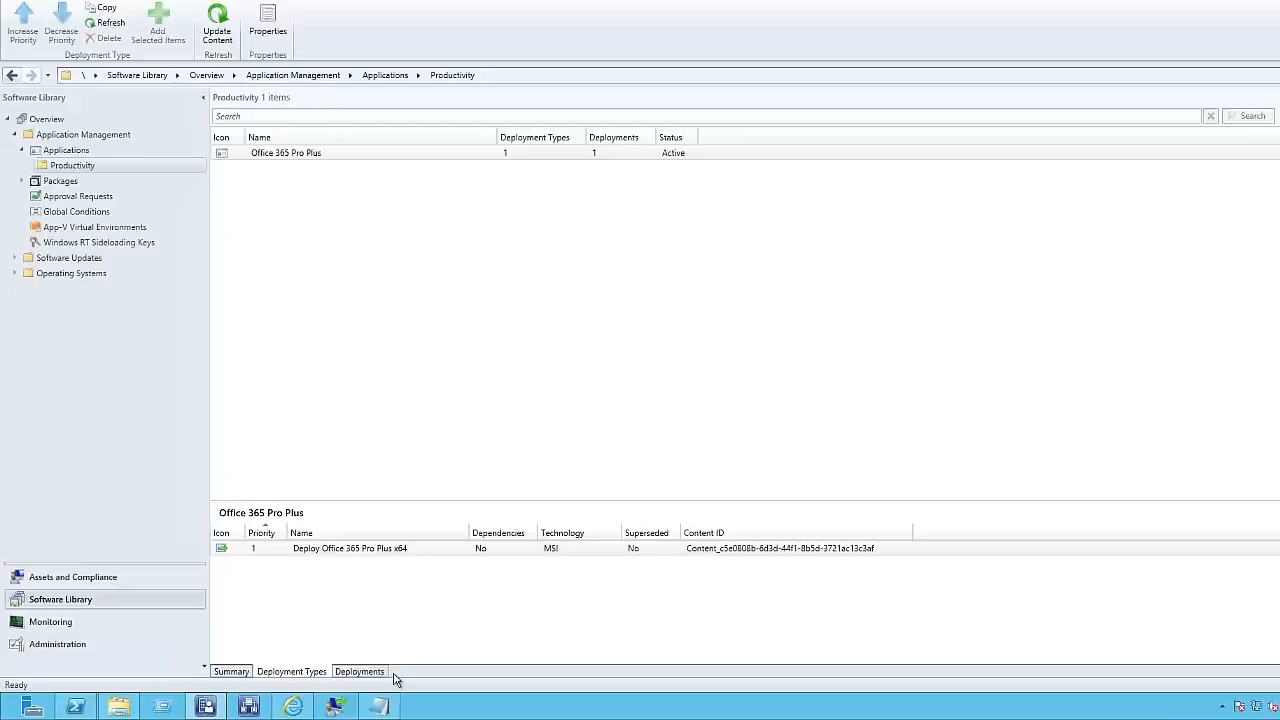 Increase Priority
Decrease Priority
Copy
Refresh
Delete
Add Selected Items
Update Content
Properties
Deployment Type
Refresh
Properties
\ Software Library Overview Application Management Applications Productivity
Software Library
Overview
Application Management
Applications
Productivity
Packages
Approval Requests
Global Conditions
App-V Virtual Environments
Windows RT Sideloading Keys
Software Updates
Operating Systems
Assets and Compliance
Software Library
Monitoring
Administration
Productivity 1 items
Search
Search
Icon Name Deployment Types Deployments Status
Office 365 Pro Plus 1 1 Active
Office 365 Pro Plus
Icon Priority Name Dependencies Technology Superseded Content ID
1 Deploy Office 365 Pro Plus x64 No MSI No Content_c5e0808b-6d3d-44f1-8b5d-3721ac13c3af
Summary Deployment Types Deployments
Ready